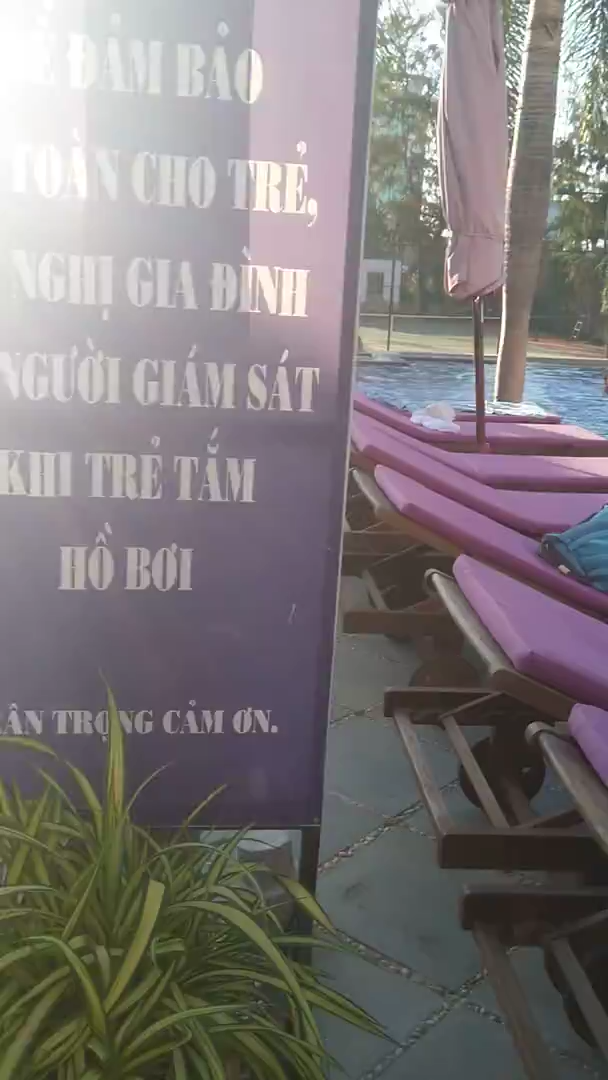 ĐẢM BẢO
TOÀN CHO TRẺ,
NGHỊ GIA ĐÌNH
NGƯỜI GIÁM SÁT
KHI TRẺ TẮM
HỒ BƠI
TRỌNG CẢM ƠN.